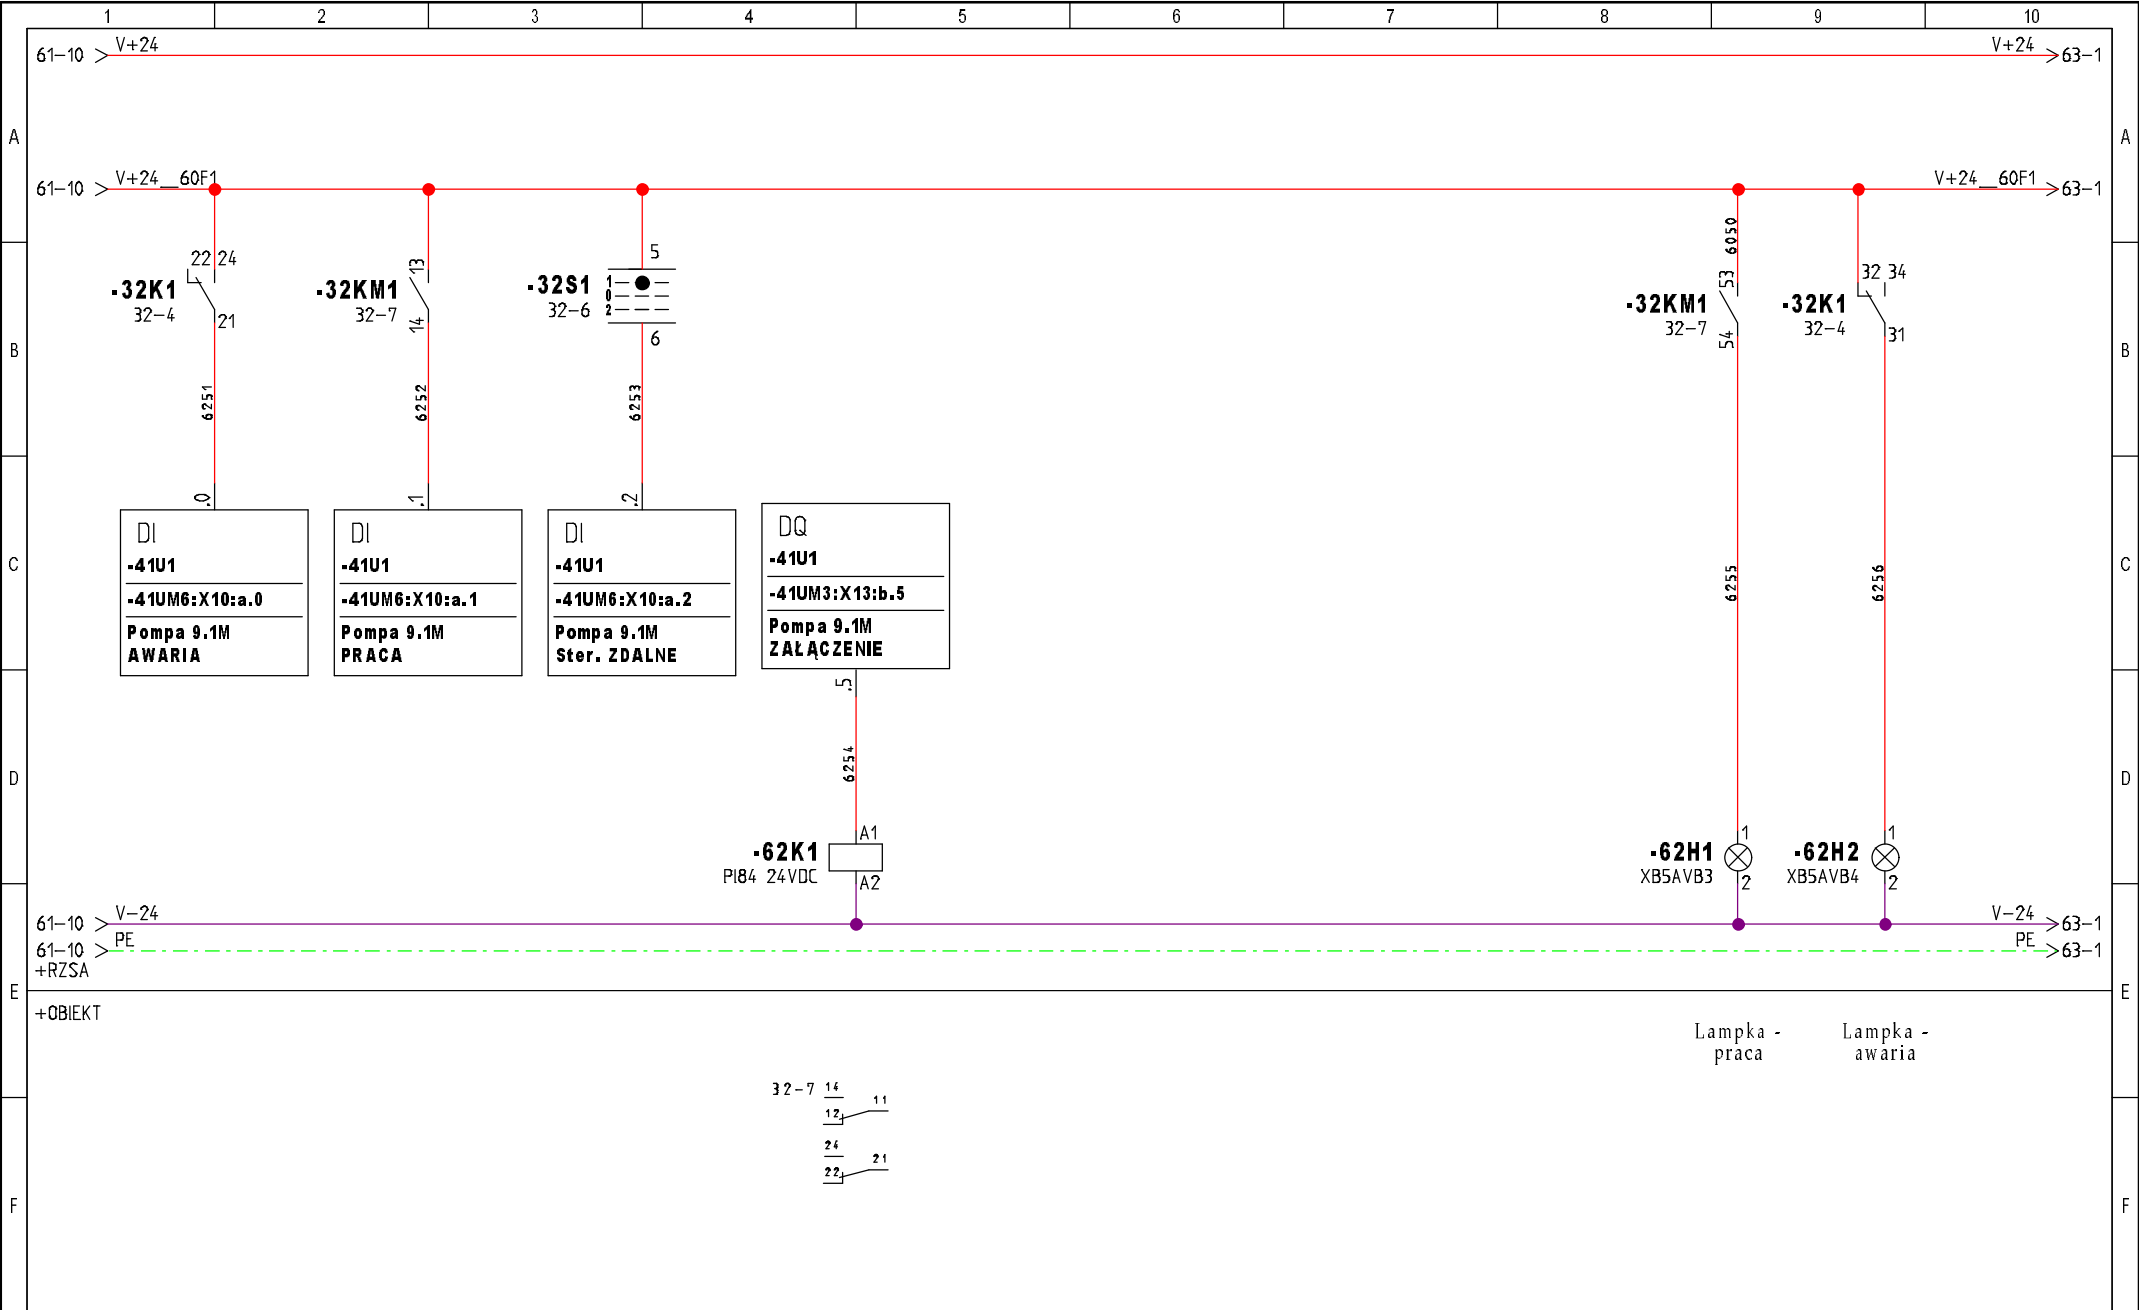 1 2 3 4 5 6 7 8 9 10
61-10 V+24 V+24 63-1
A A
61-10 V+24__60F1 V+24__60F1 63-1
6050
22 24 13 5 53 32 34
-32K1 -32KM1 -32S1 1 -32KM1 -32K1
0
32-4 32-7 32-6 2 32-7 32-4
21 14 6 54 31
B B
6251 6252 6253
.0 .1 .2
DI DI DI DQ
-41U1 -41U1 -41U1 -41U1
C C
-41UM6:X10:a.0 -41UM6:X10:a.1 -41UM6:X10:a.2 -41UM3:X13:b.5
6255 6256
Pompa 9.1M Pompa 9.1M Pompa 9.1M Pompa 9.1M
AWARIA PRACA Ster. ZDALNE ZAŁĄCZENIE
.5
6254
D D
A1 1 1
-62K1 -62H1 -62H2
PI84 24VDC XB5AVB3 XB5AVB4
A2 2 2
61-10 V-24 V-24 63-1
61-10 PE PE 63-1
+RZSA
E E
+OBIEKT
Lampka - Lampka -
praca awaria
32-7 14
11
12
24
21
22
F F